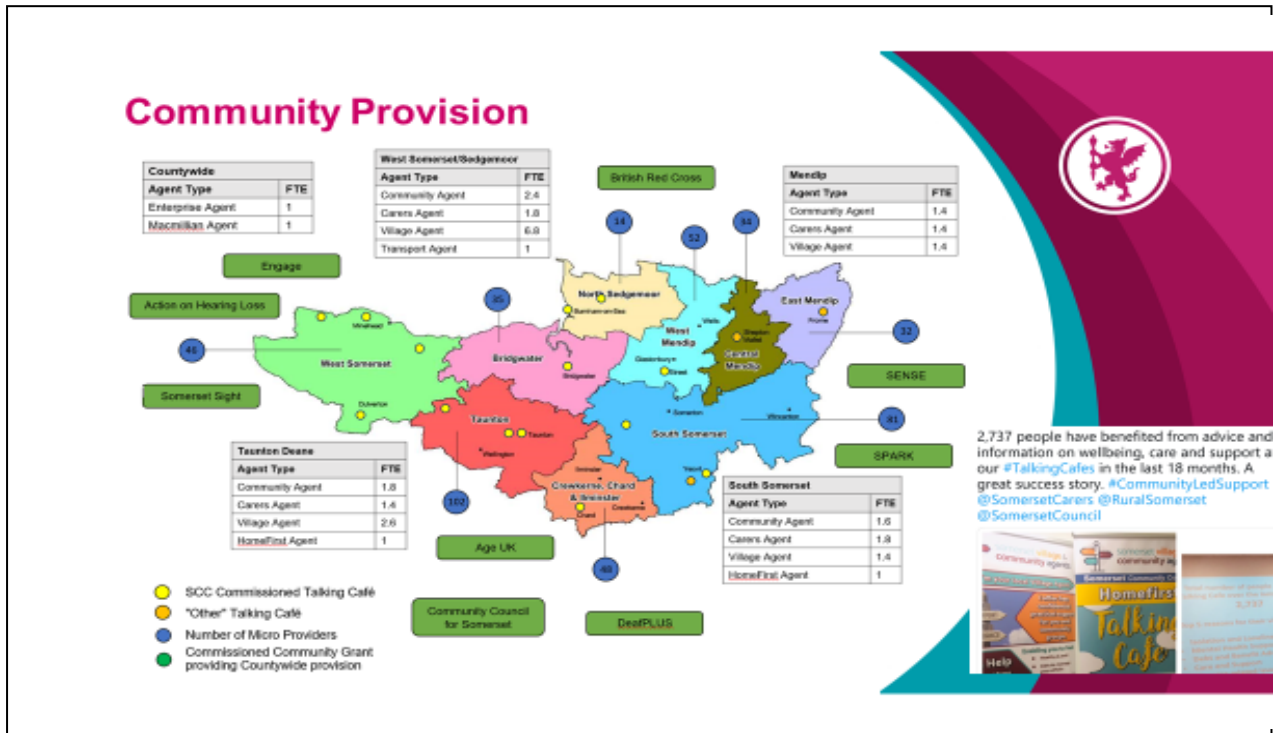 Community Provision
Countywide
Agent Type FTE
Enterprise Agent 1
Macmillian Agent 1
West Somerset/Sedgemoor
Agent Type FTE
Community Agent 2.4
Carers Agent 1.8
Village Agent 6.8
Transport Agent 1
British Red Cross
Mendip
Agent Type FTE
Community Agent 1.4
Carers Agent 1.4
Village Agent 1.4
Engage
Action on Hearing Loss
Somerset Sight
14
52
34
35
46
32
81
102
48
North Sedgemoor
Burnham-on-Sea
West Somerset
Minehead
Dulverton
Bridgwater
Bridgwater
West Mendip
Wells
Glastonbury
Street
Central Mendip
Shepton Mallet
East Mendip
Frome
Taunton
Taunton
Wellington
South Somerset
Somerton
Wincanton
Yeovil
Crewkerne, Chard
& Ilminster
Ilminster
Chard
Crewkerne
SENSE
SPARK
Taunton Deane
Agent Type FTE
Community Agent 1.8
Carers Agent 1.4
Village Agent 2.6
HomeFirst Agent 1
South Somerset
Agent Type FTE
Community Agent 1.6
Carers Agent 1.8
Village Agent 1.4
HomeFirst Agent 1
Age UK
Community Council
for Somerset
DeafPLUS
SCC Commissioned Talking Café
"Other" Talking Café
Number of Micro Providers
Commissioned Community Grant
providing Countywide provision
2,737 people have benefited from advice and
information on wellbeing, care and support a
our #TalkingCafes in the last 18 months. A
great success story. #CommunityLedSupport
@SomersetCarers @RuralSomerset
@SomersetCouncil
community agents
Help
Somerset Community Co
Homefirst
Talking
Café
2,737